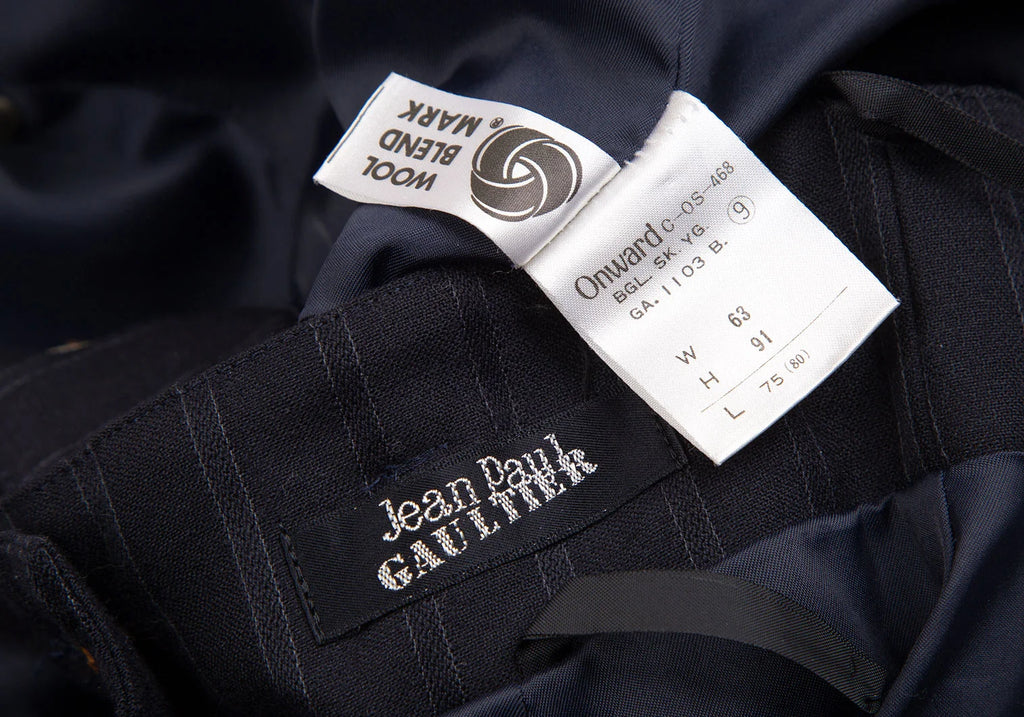 WOOL
BLEND
MARK®
Onward C-OS-468
BGL. SK. YG. 9
GA. 1103 B.
W 63
H 91
L 75 (80)
Jean Paul
GAULTIER